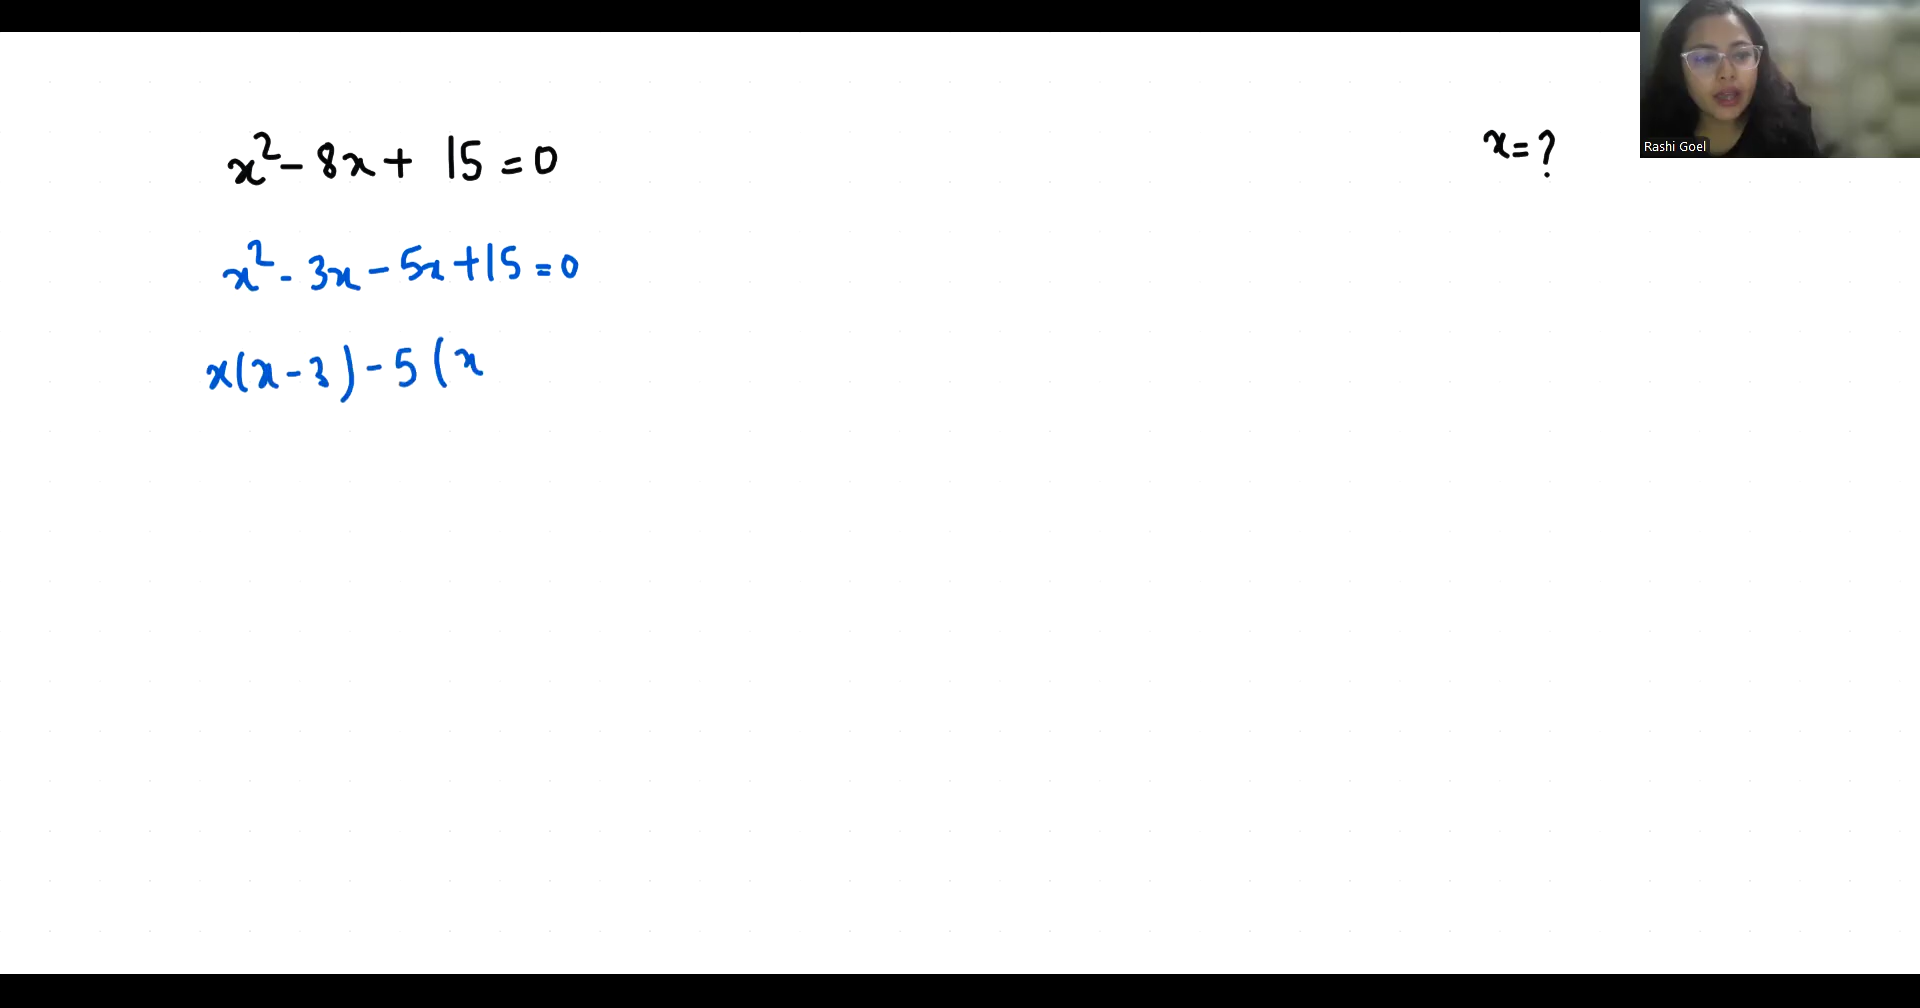 x² - 8x + 15 = 0
x = ?
Rashi Goel
x² - 3x - 5x + 15 = 0
x(x - 3) - 5 (x